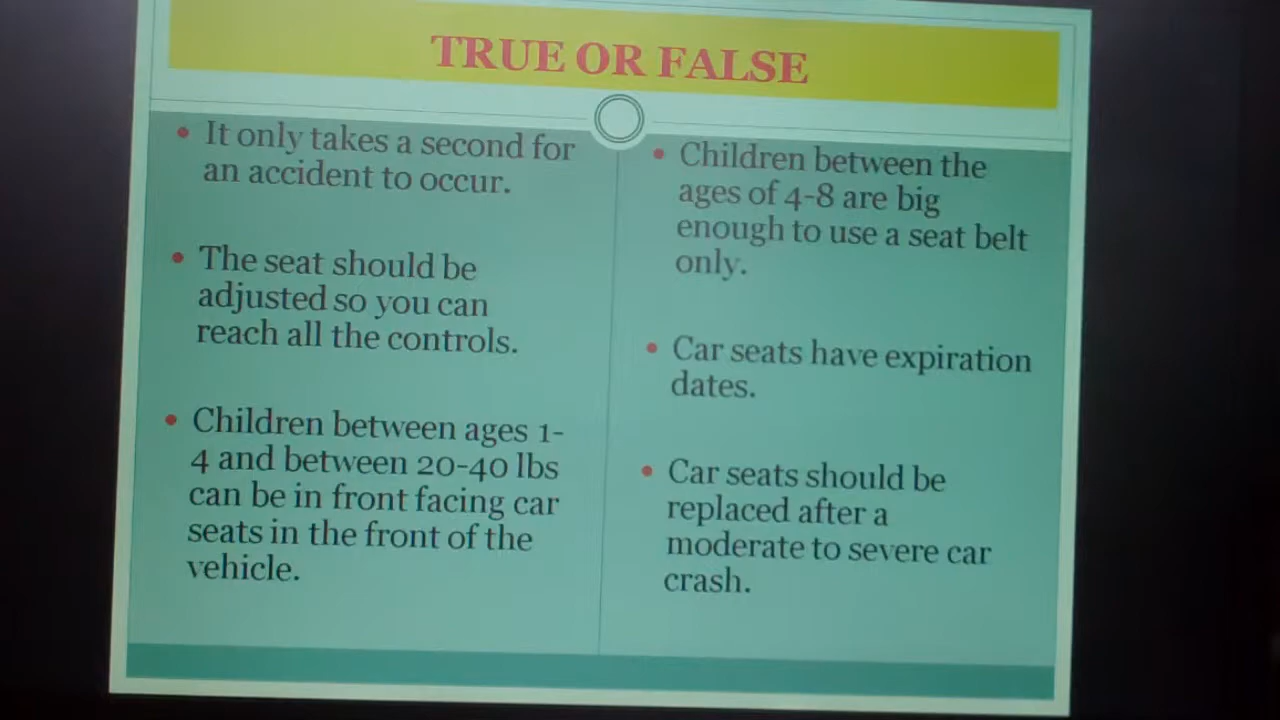 TRUE OR FALSE
• It only takes a second for
an accident to occur.
• The seat should be
adjusted so you can
reach all the controls.
• Children between ages 1-
4 and between 20-40 lbs
can be in front facing car
seats in the front of the
vehicle.
• Children between the
ages of 4-8 are big
enough to use a seat belt
only.
• Car seats have expiration
dates.
• Car seats should be
replaced after a
moderate to severe car
crash.